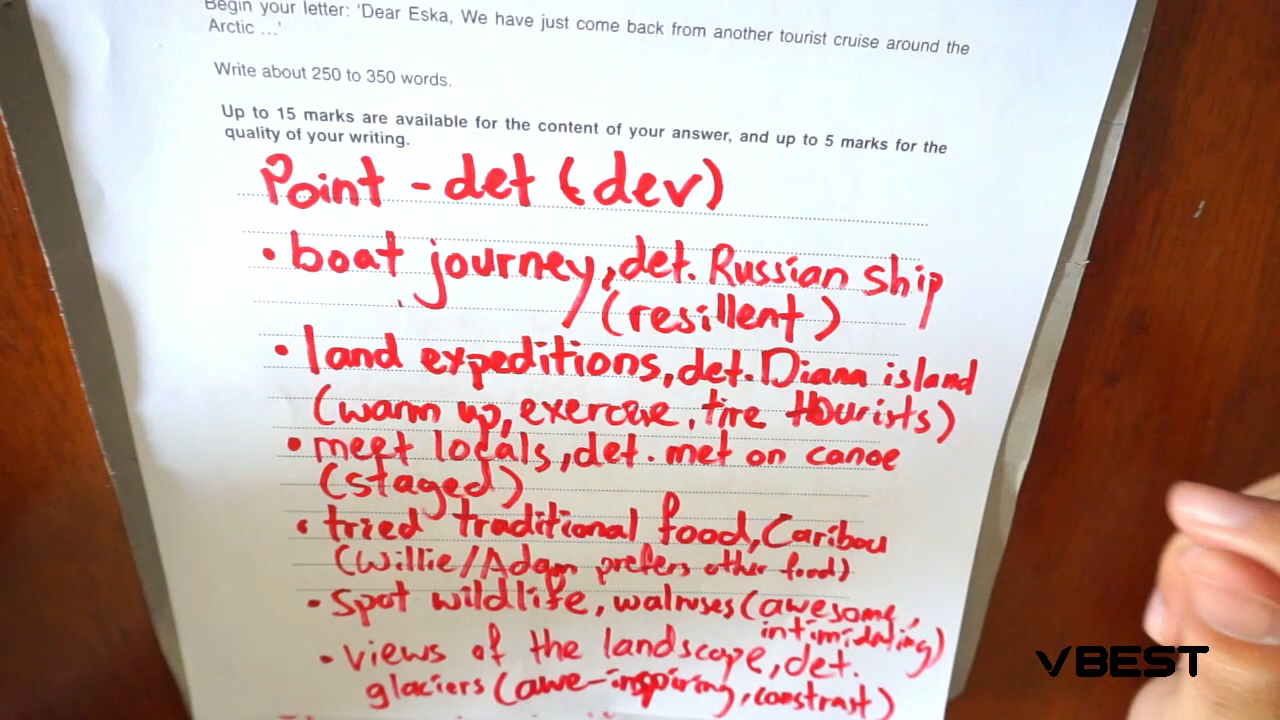 Begin your letter: 'Dear Eska, We have just come back from another tourist cruise around the
Arctic ...'
Write about 250 to 350 words.
Up to 15 marks are available for the content of your answer, and up to 5 marks for the
quality of your writing.
Point - det (dev)
• boat journey, det. Russian ship
(resillent)
• land expeditions, det. Diana island
(warm up, exercise, tire tourists)
• meet locals, det. met on canoe
(staged)
• tried traditional food, Caribou
(Willie/Adam prefers other food)
• Spot wildlife, walruses (awesome,
intimidating)
• views of the landscape, det.
glaciers (awe-inspiring, constrast)
VBEST